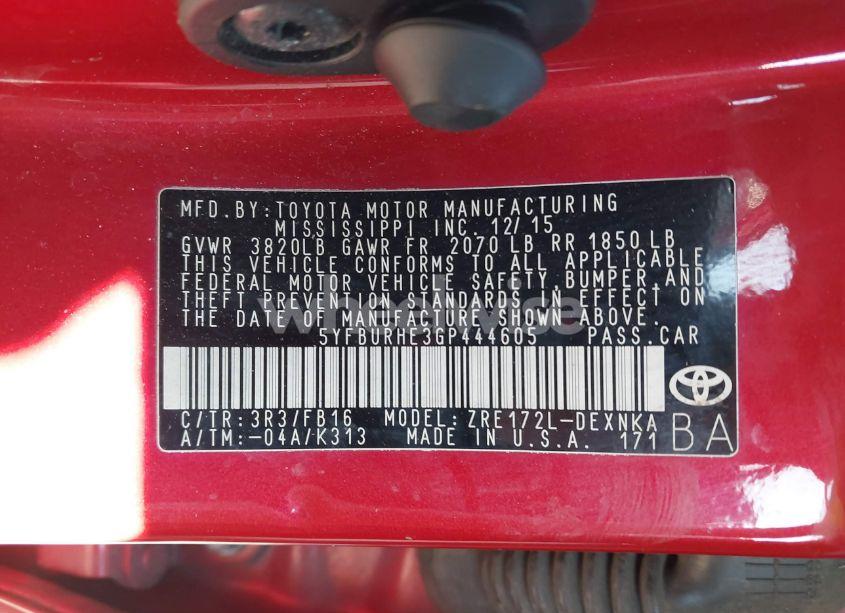 MFD.BY:TOYOTA MOTOR MANUFACTURING
MISSISSIPPI INC. 12/15
GVWR 3820LB GAWR FR 2070 LB RR 1850 LB
THIS VEHICLE CONFORMS TO ALL APPLICABLE
FEDERAL MOTOR VEHICLE SAFETY,BUMPER,AND
THEFT PREVENTION STANDARDS IN EFFECT ON
THE DATE OF MANUFACTURE SHOWN ABOVE.
5YFBURHE3GP444605 PASS.CAR
C/TR:3R3/FB16 MODEL:ZRE172L-DEXNKA
A/TM:-04A/K313 MADE IN U.S.A. 171 BA